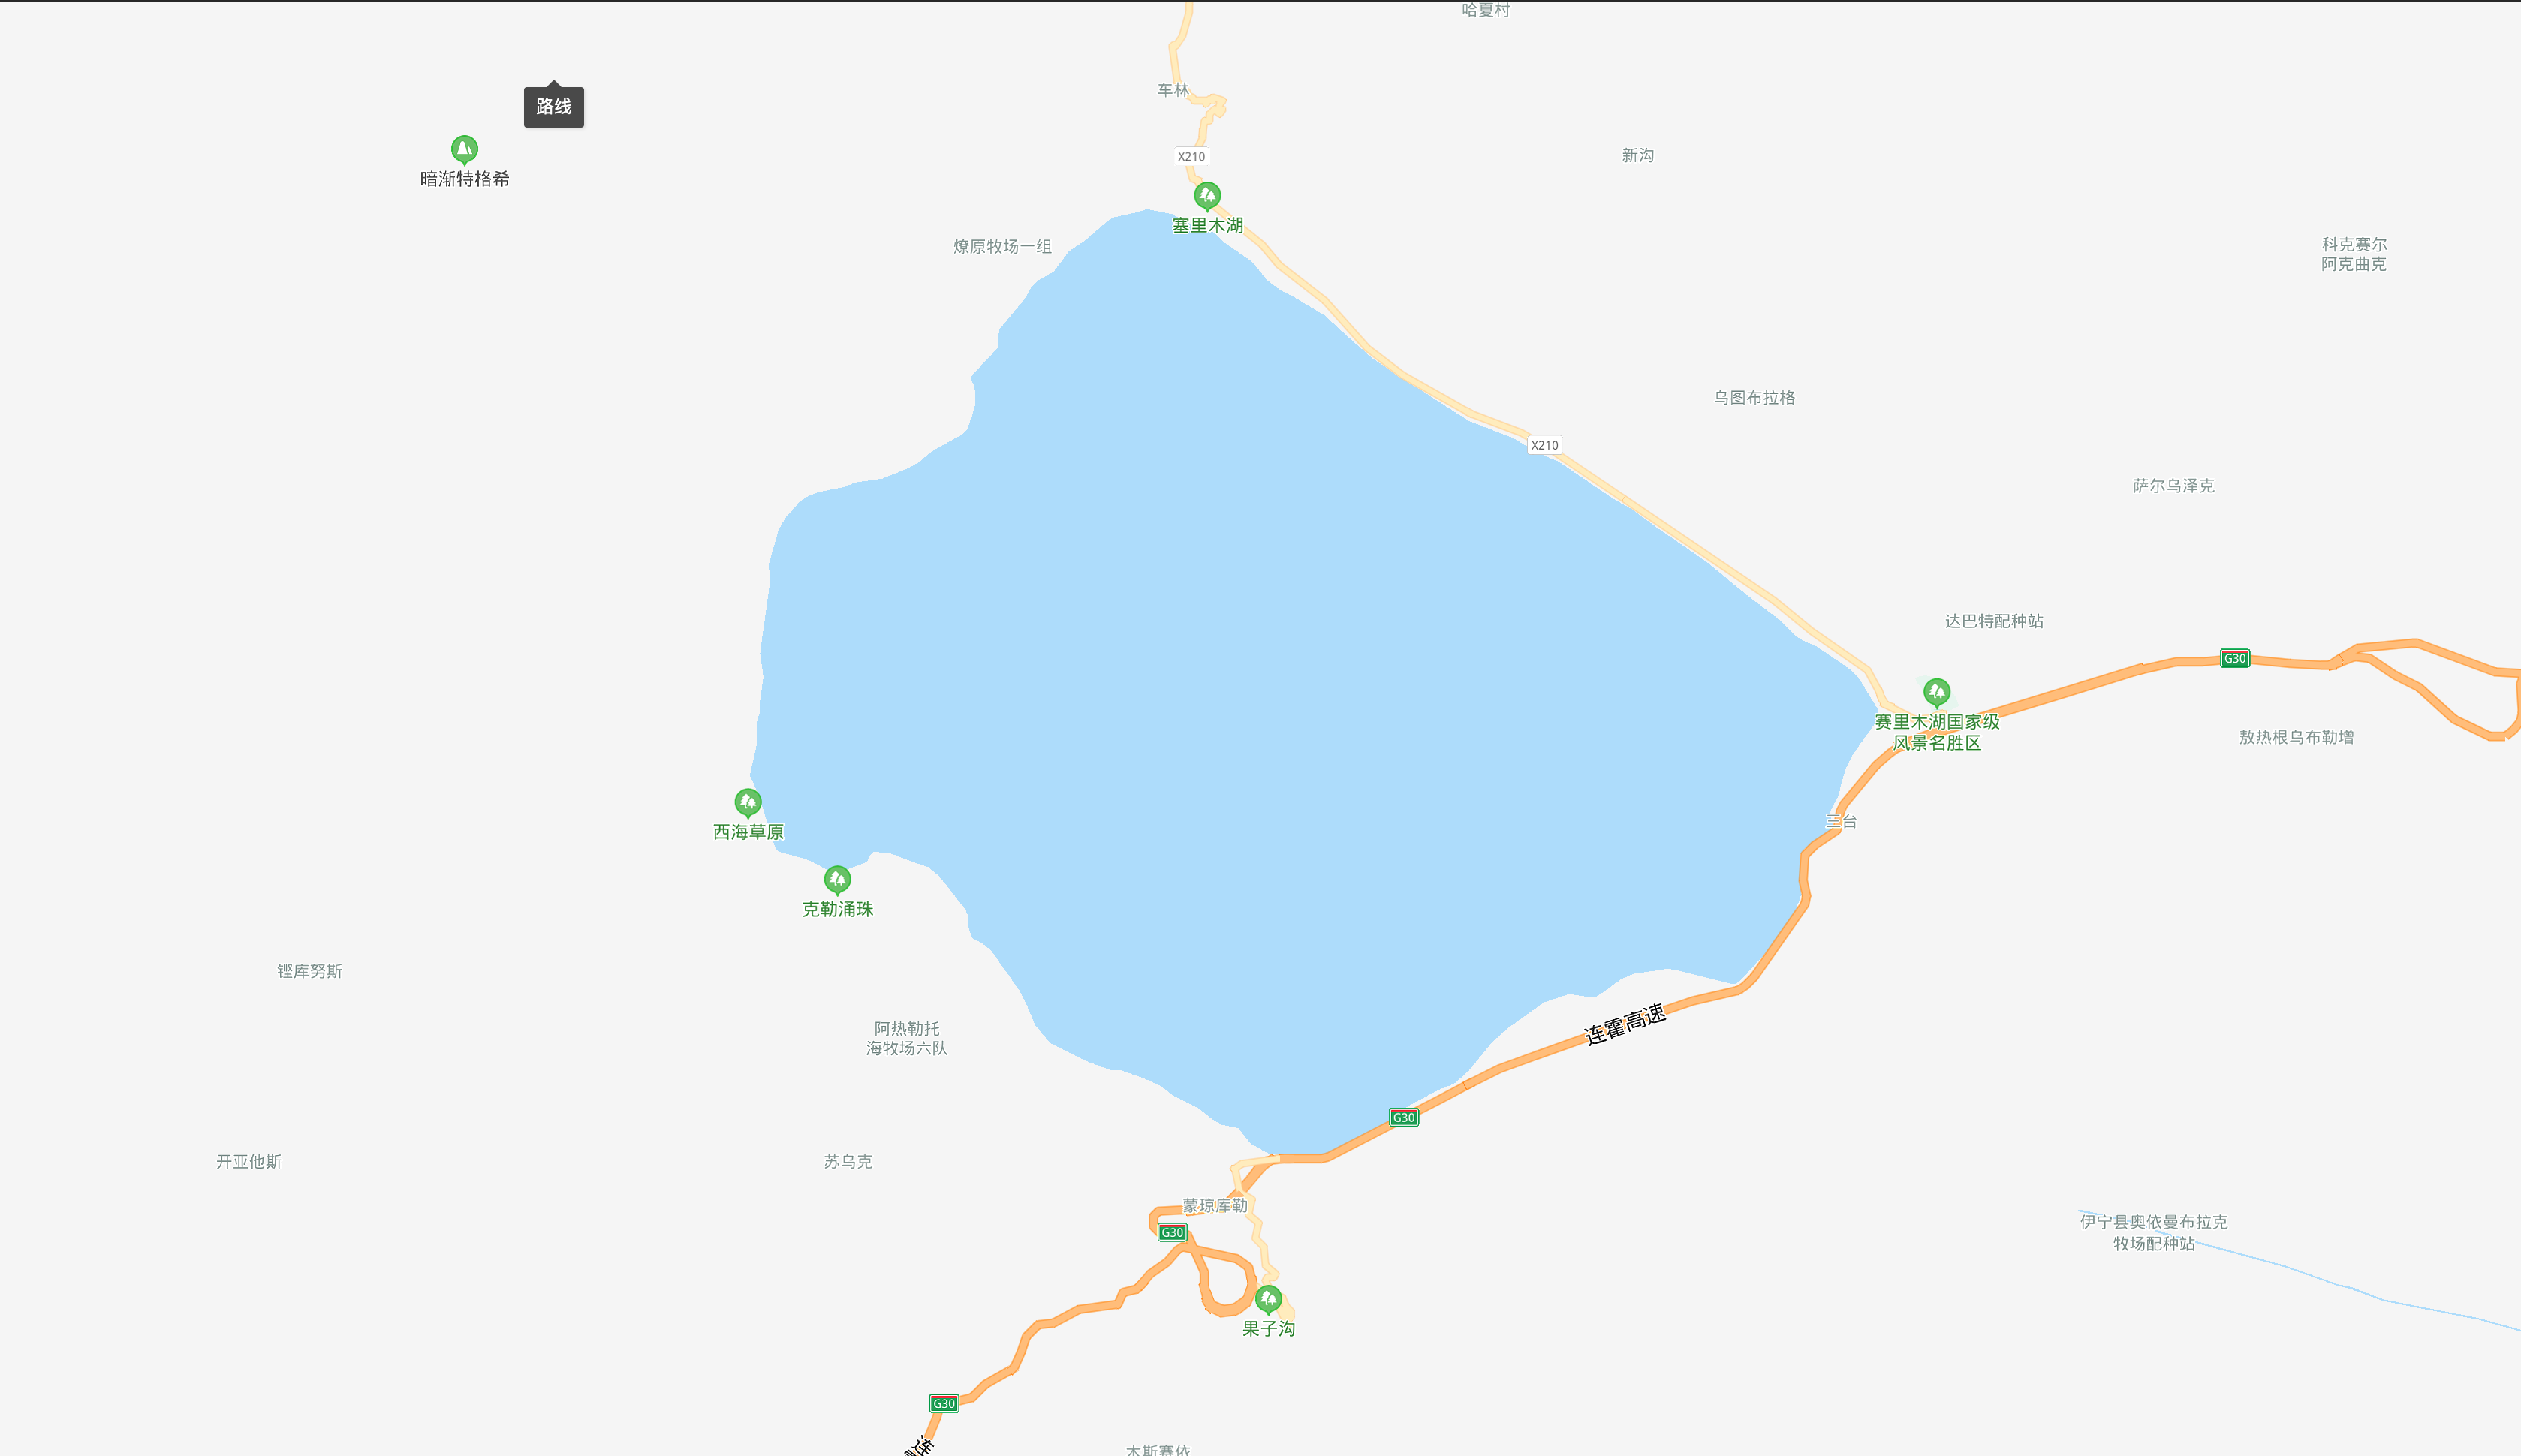 哈夏村
车林
路线
X210
新沟
暗渐特格希
塞里木湖
燎原牧场一组
科克赛尔
阿克曲克
乌图布拉格
X210
萨尔乌泽克
达巴特配种站
G30
赛里木湖国家级
风景名胜区
敖热根乌布勒增
三台
西海草原
克勒涌珠
铿库努斯
连霍高速
阿热勒托
海牧场六队
G30
开亚他斯
苏乌克
蒙琼库勒
伊宁县奥依曼布拉克
牧场配种站
G30
果子沟
G30
连